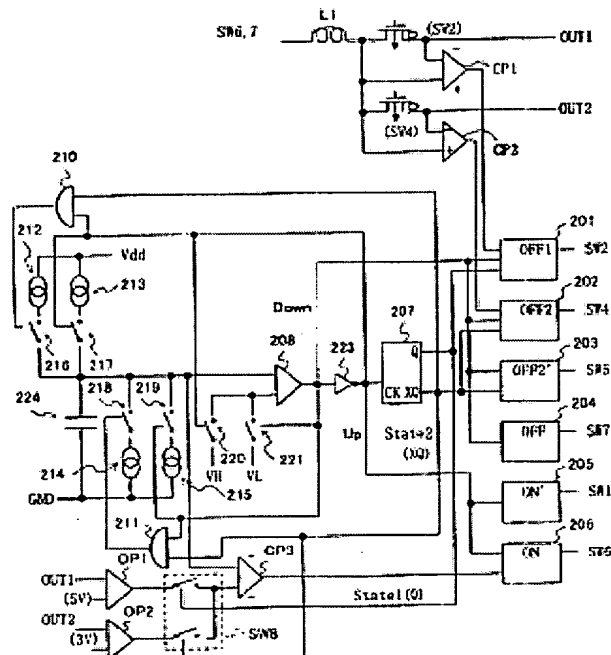 L1
SW6,7
(SW2)
OUT1
CP1
OUT2
(SW4)
CP2
210
212
Vdd
213
201
OFF1
SW2
202
OFF2
SW4
Down
207
208
223
Q
203
OFF2'
SW5
216
217
218
219
224
CK XQ
204
OFF
SW7
220
221
Up
State2
(XQ)
VH
VL
214
215
205
ON'
SW1
GND
211
206
ON
SW6
OP1
CP3
OUT1
(5V)
OP2
State1(Q)
OUT2
(3V)
SW8